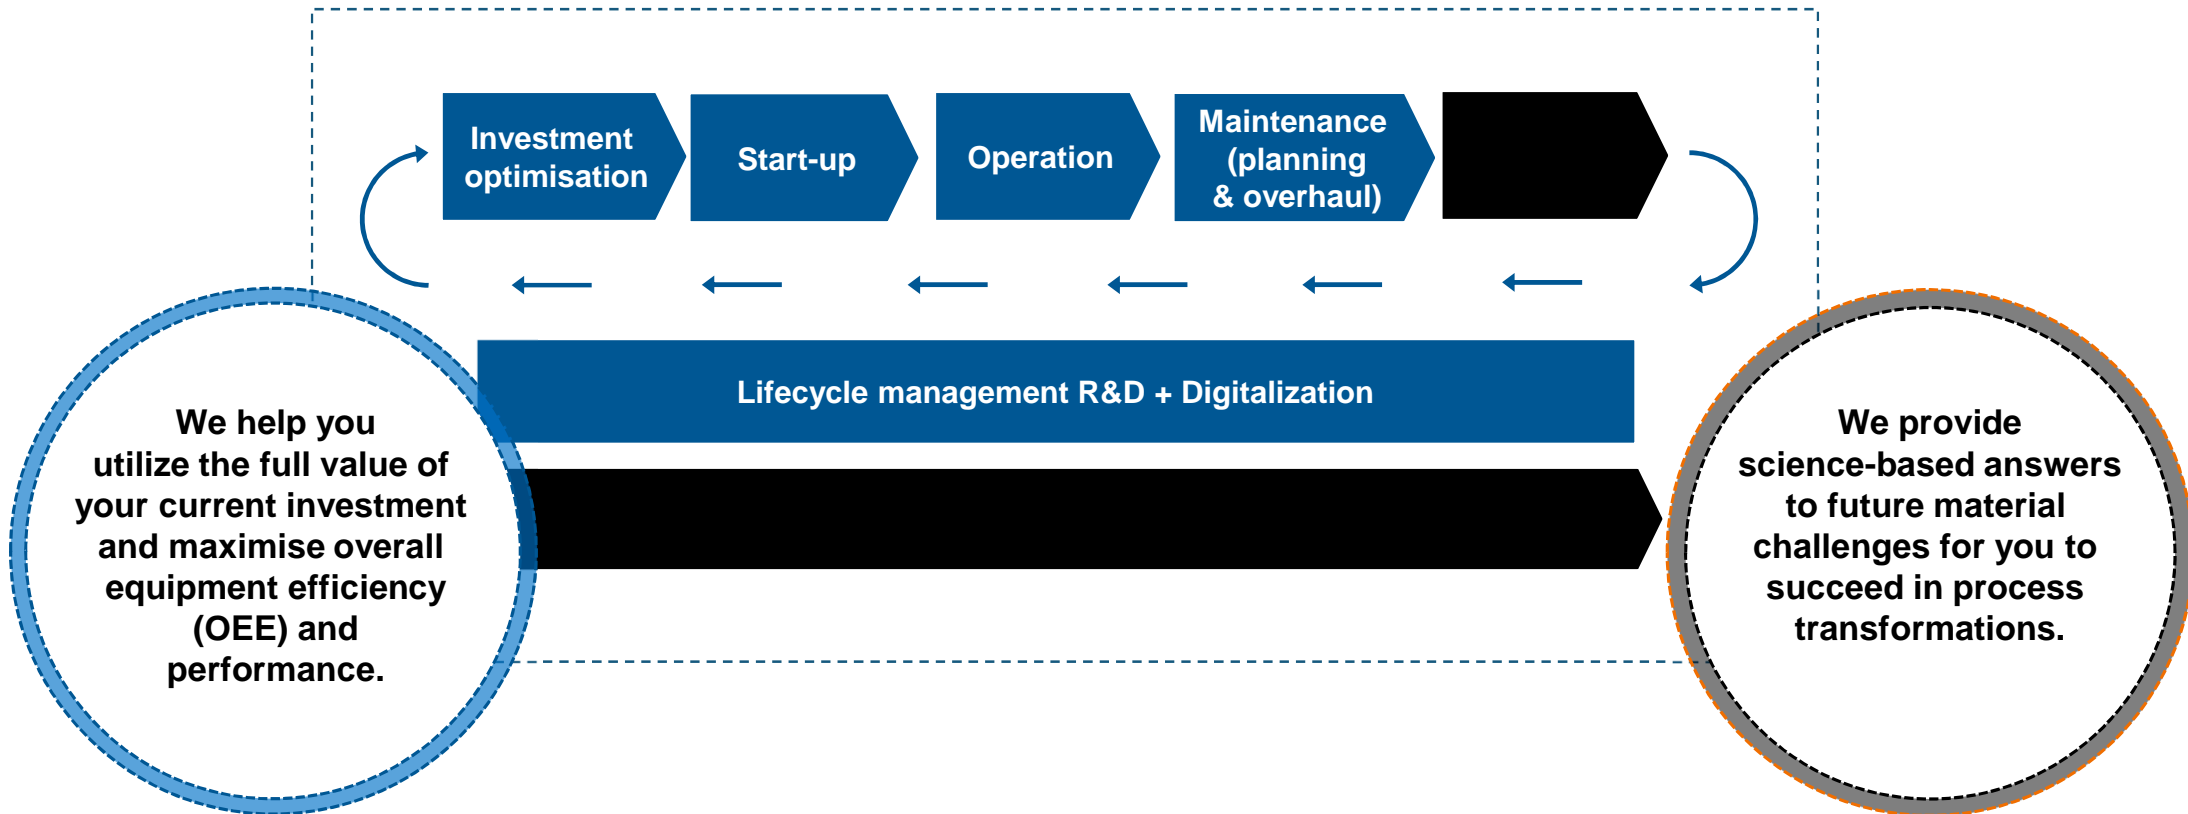 Investment
optimisation
Start-up
Operation
Maintenance
(planning
& overhaul)
Lifecycle management R&D + Digitalization
We help you
utilize the full value of
your current investment
and maximise overall
equipment efficiency
(OEE) and
performance.
We provide
science-based answers
to future material
challenges for you to
succeed in process
transformations.